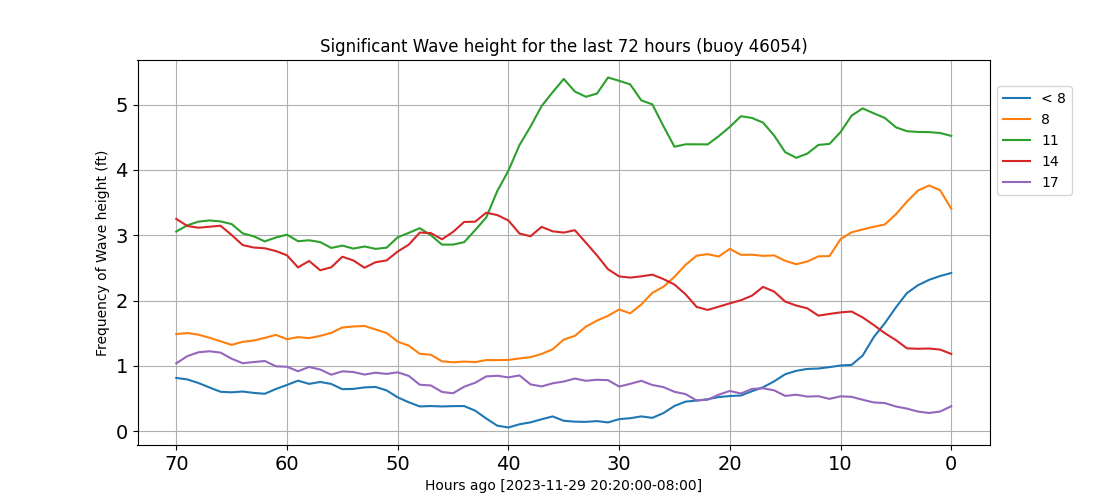 Significant Wave height for the last 72 hours (buoy 46054)
Frequency of Wave height (ft)
5
4
3
2
1
0
70 60 50 40 30 20 10 0
Hours ago [2023-11-29 20:20:00-08:00]
< 8
8
11
14
17